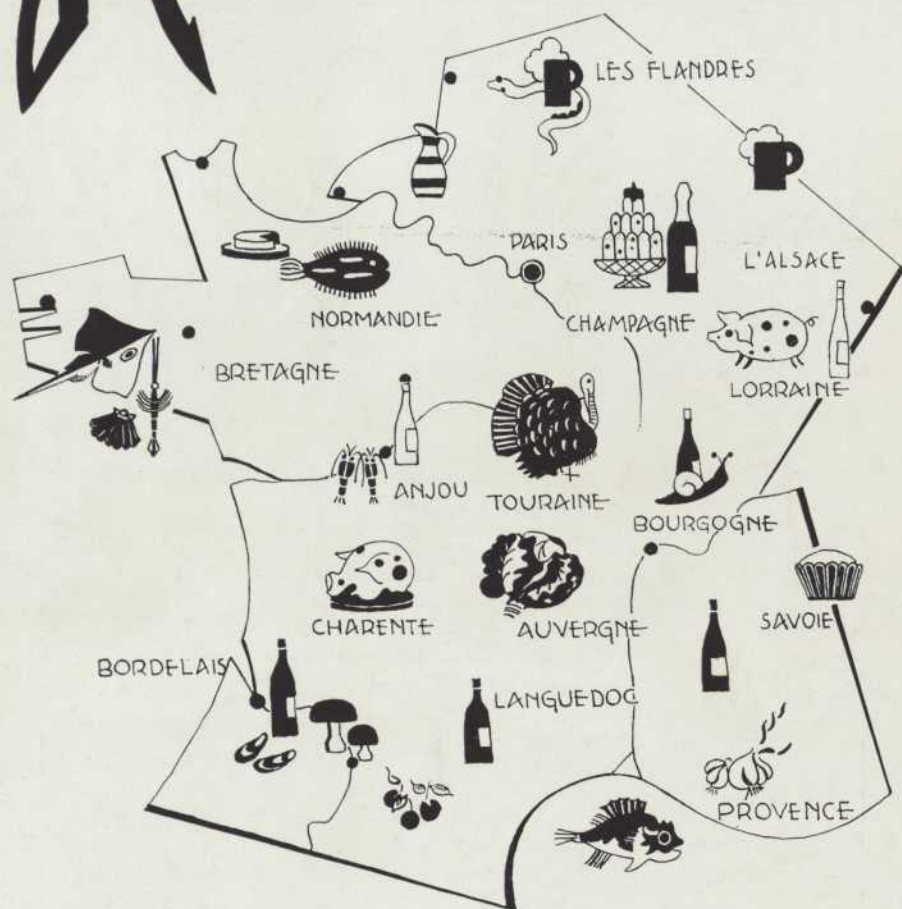 LES FLANDRES
PARIS
L'ALSACE
NORMANDIE
CHAMPAGNE
BRETAGNE
LORRAINE
ANJOU
TOURAINE
BOURGOGNE
CHARENTE
AUVERGNE
SAVOIE
BORDELAIS
LANGUEDOC
PROVENCE